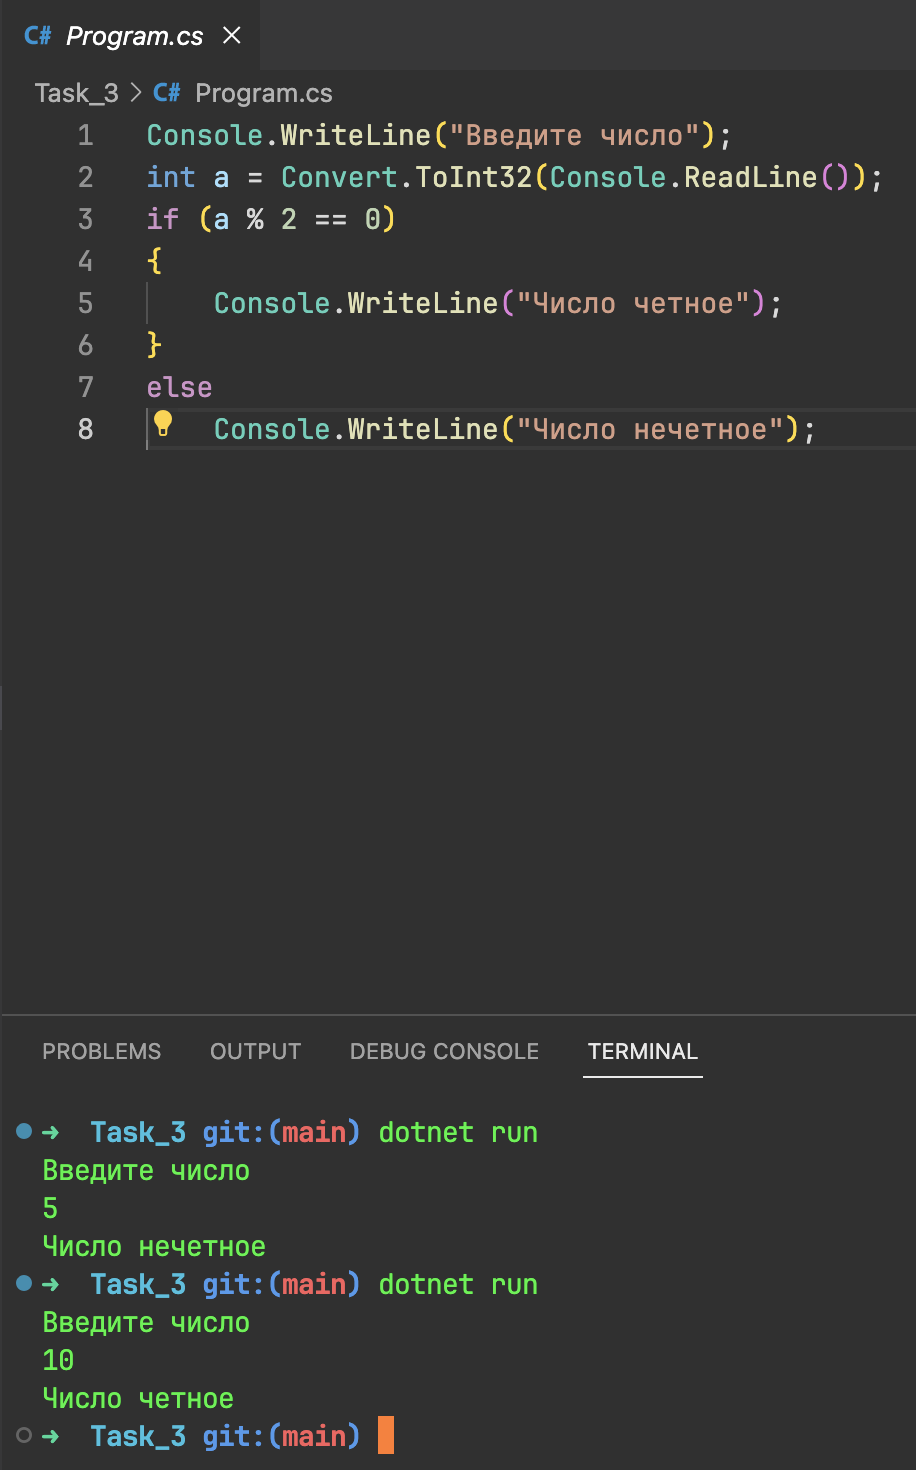 C# Program.cs ×
Task_3 > C# Program.cs
1 Console.WriteLine("Введите число");
2 int a = Convert.ToInt32(Console.ReadLine());
3 if (a % 2 == 0)
4 {
5     Console.WriteLine("Число четное");
6 }
7 else
8     Console.WriteLine("Число нечетное");
PROBLEMS OUTPUT DEBUG CONSOLE TERMINAL
➜ Task_3 git:(main) dotnet run
Введите число
5
Число нечетное
➜ Task_3 git:(main) dotnet run
Введите число
10
Число четное
➜ Task_3 git:(main)